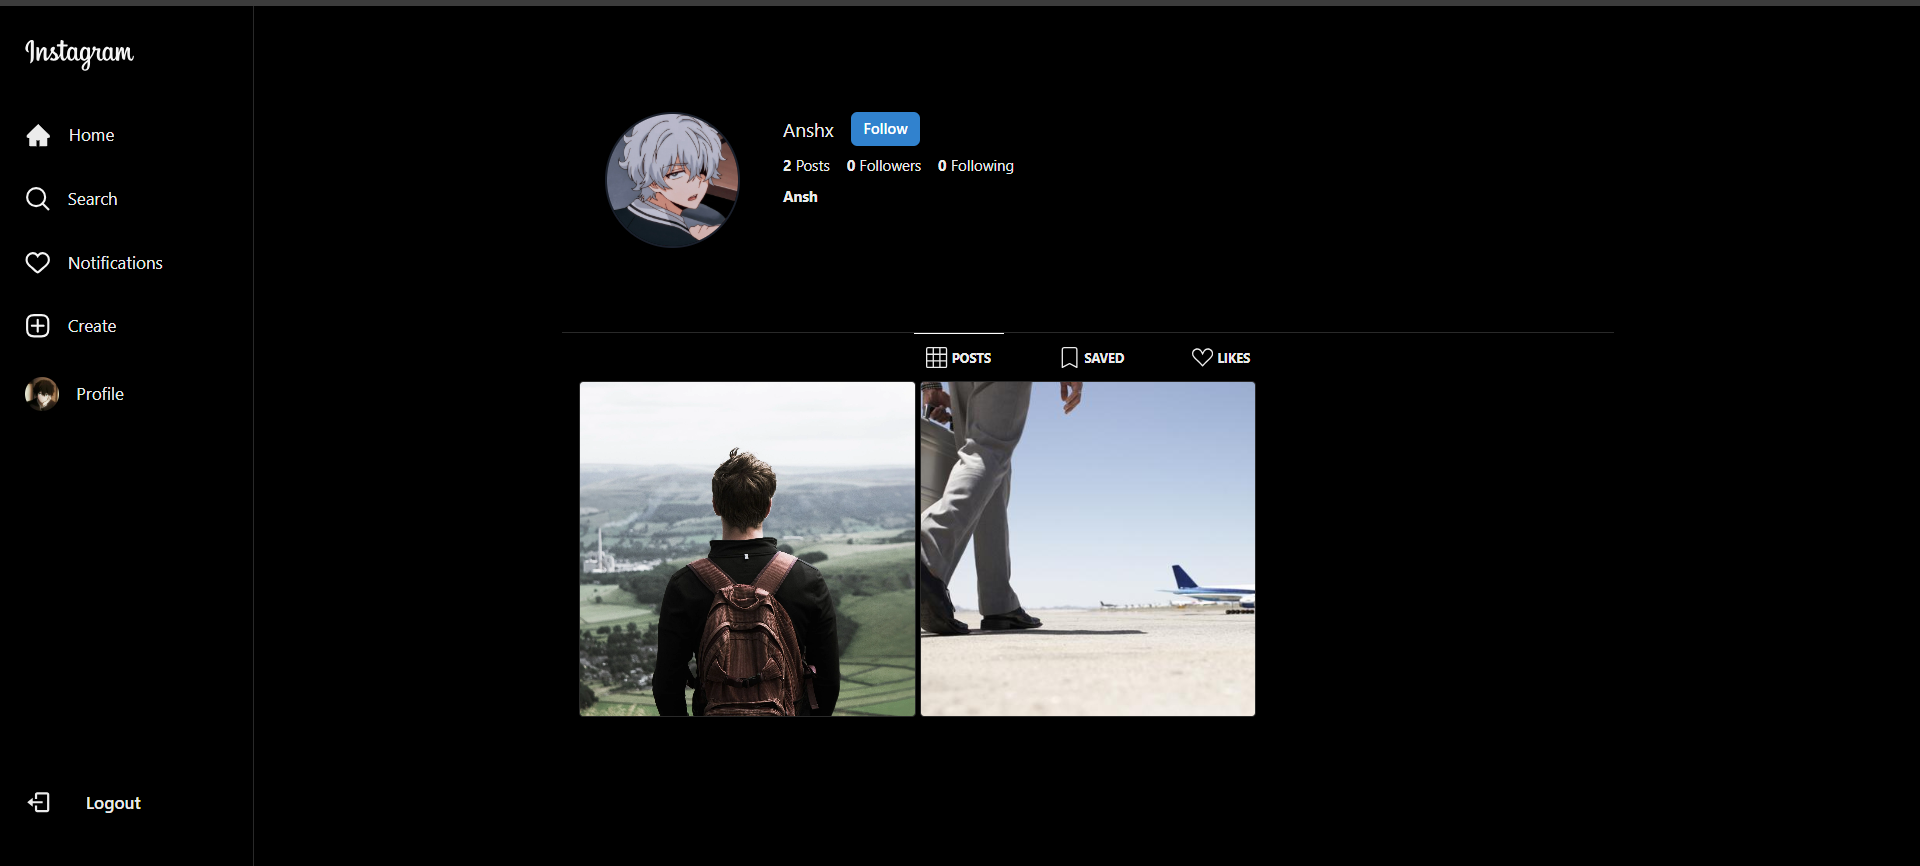 Instagram
Home
Search
Notifications
Create
Profile
Logout
Anshx Follow
2 Posts 0 Followers 0 Following
Ansh
POSTS SAVED LIKES